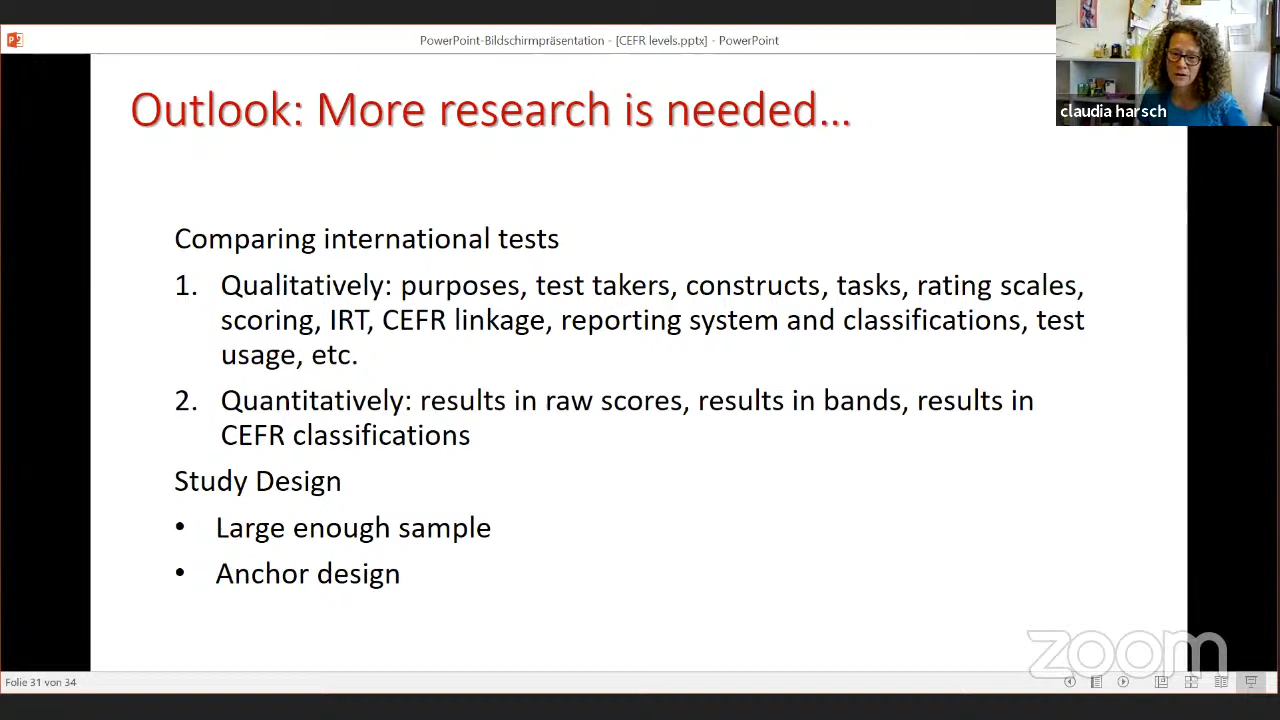 PowerPoint-Bildschirmpräsentation - [CEFR levels.pptx] - PowerPoint
claudia harsch
Outlook: More research is needed…
Comparing international tests
1. Qualitatively: purposes, test takers, constructs, tasks, rating scales,
scoring, IRT, CEFR linkage, reporting system and classifications, test
usage, etc.
2. Quantitatively: results in raw scores, results in bands, results in
CEFR classifications
Study Design
• Large enough sample
• Anchor design
zoom
Folie 31 von 34